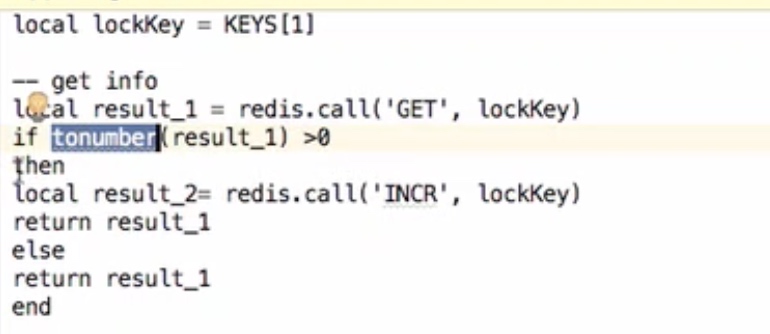 local lockKey = KEYS[1]
-- get info
local result_1 = redis.call('GET', lockKey)
if tonumber(result_1) >0
then
local result_2= redis.call('INCR', lockKey)
return result_1
else
return result_1
end